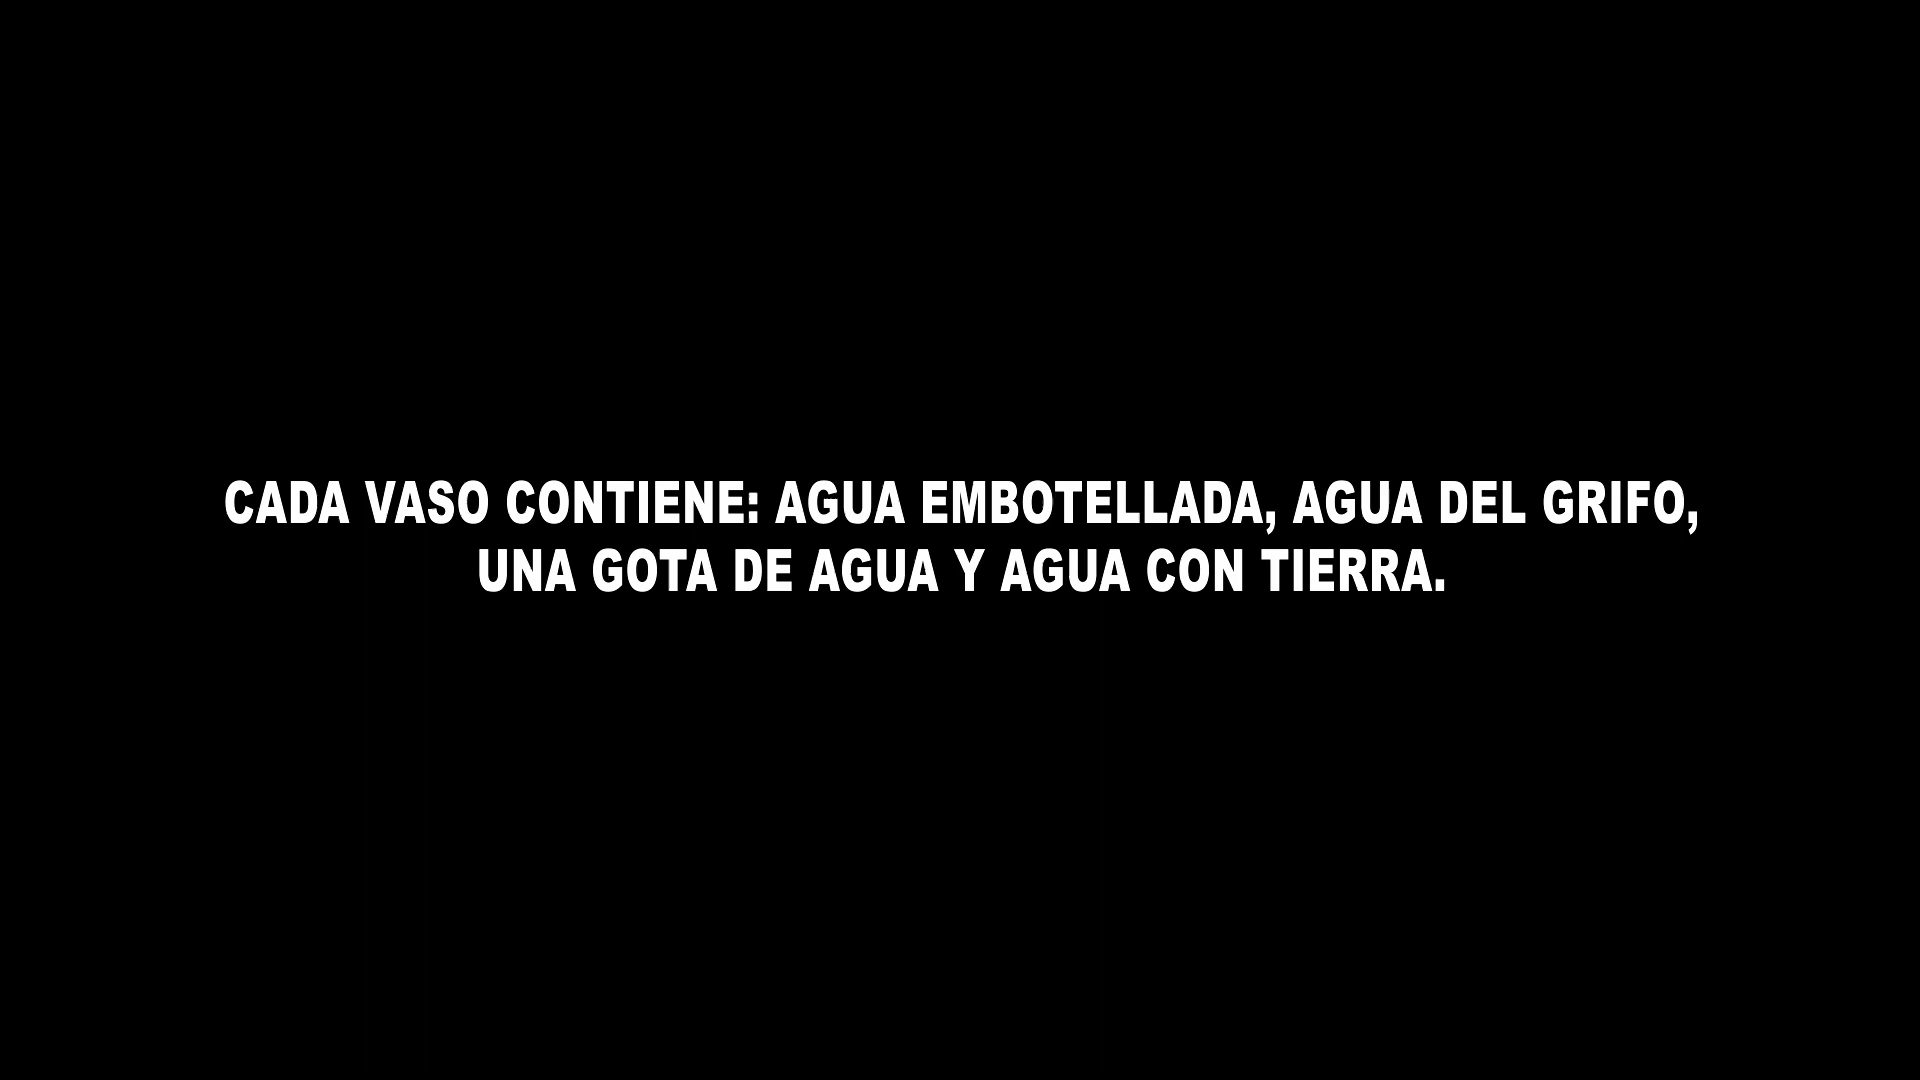 CADA VASO CONTIENE: AGUA EMBOTELLADA, AGUA DEL GRIFO,
UNA GOTA DE AGUA Y AGUA CON TIERRA.